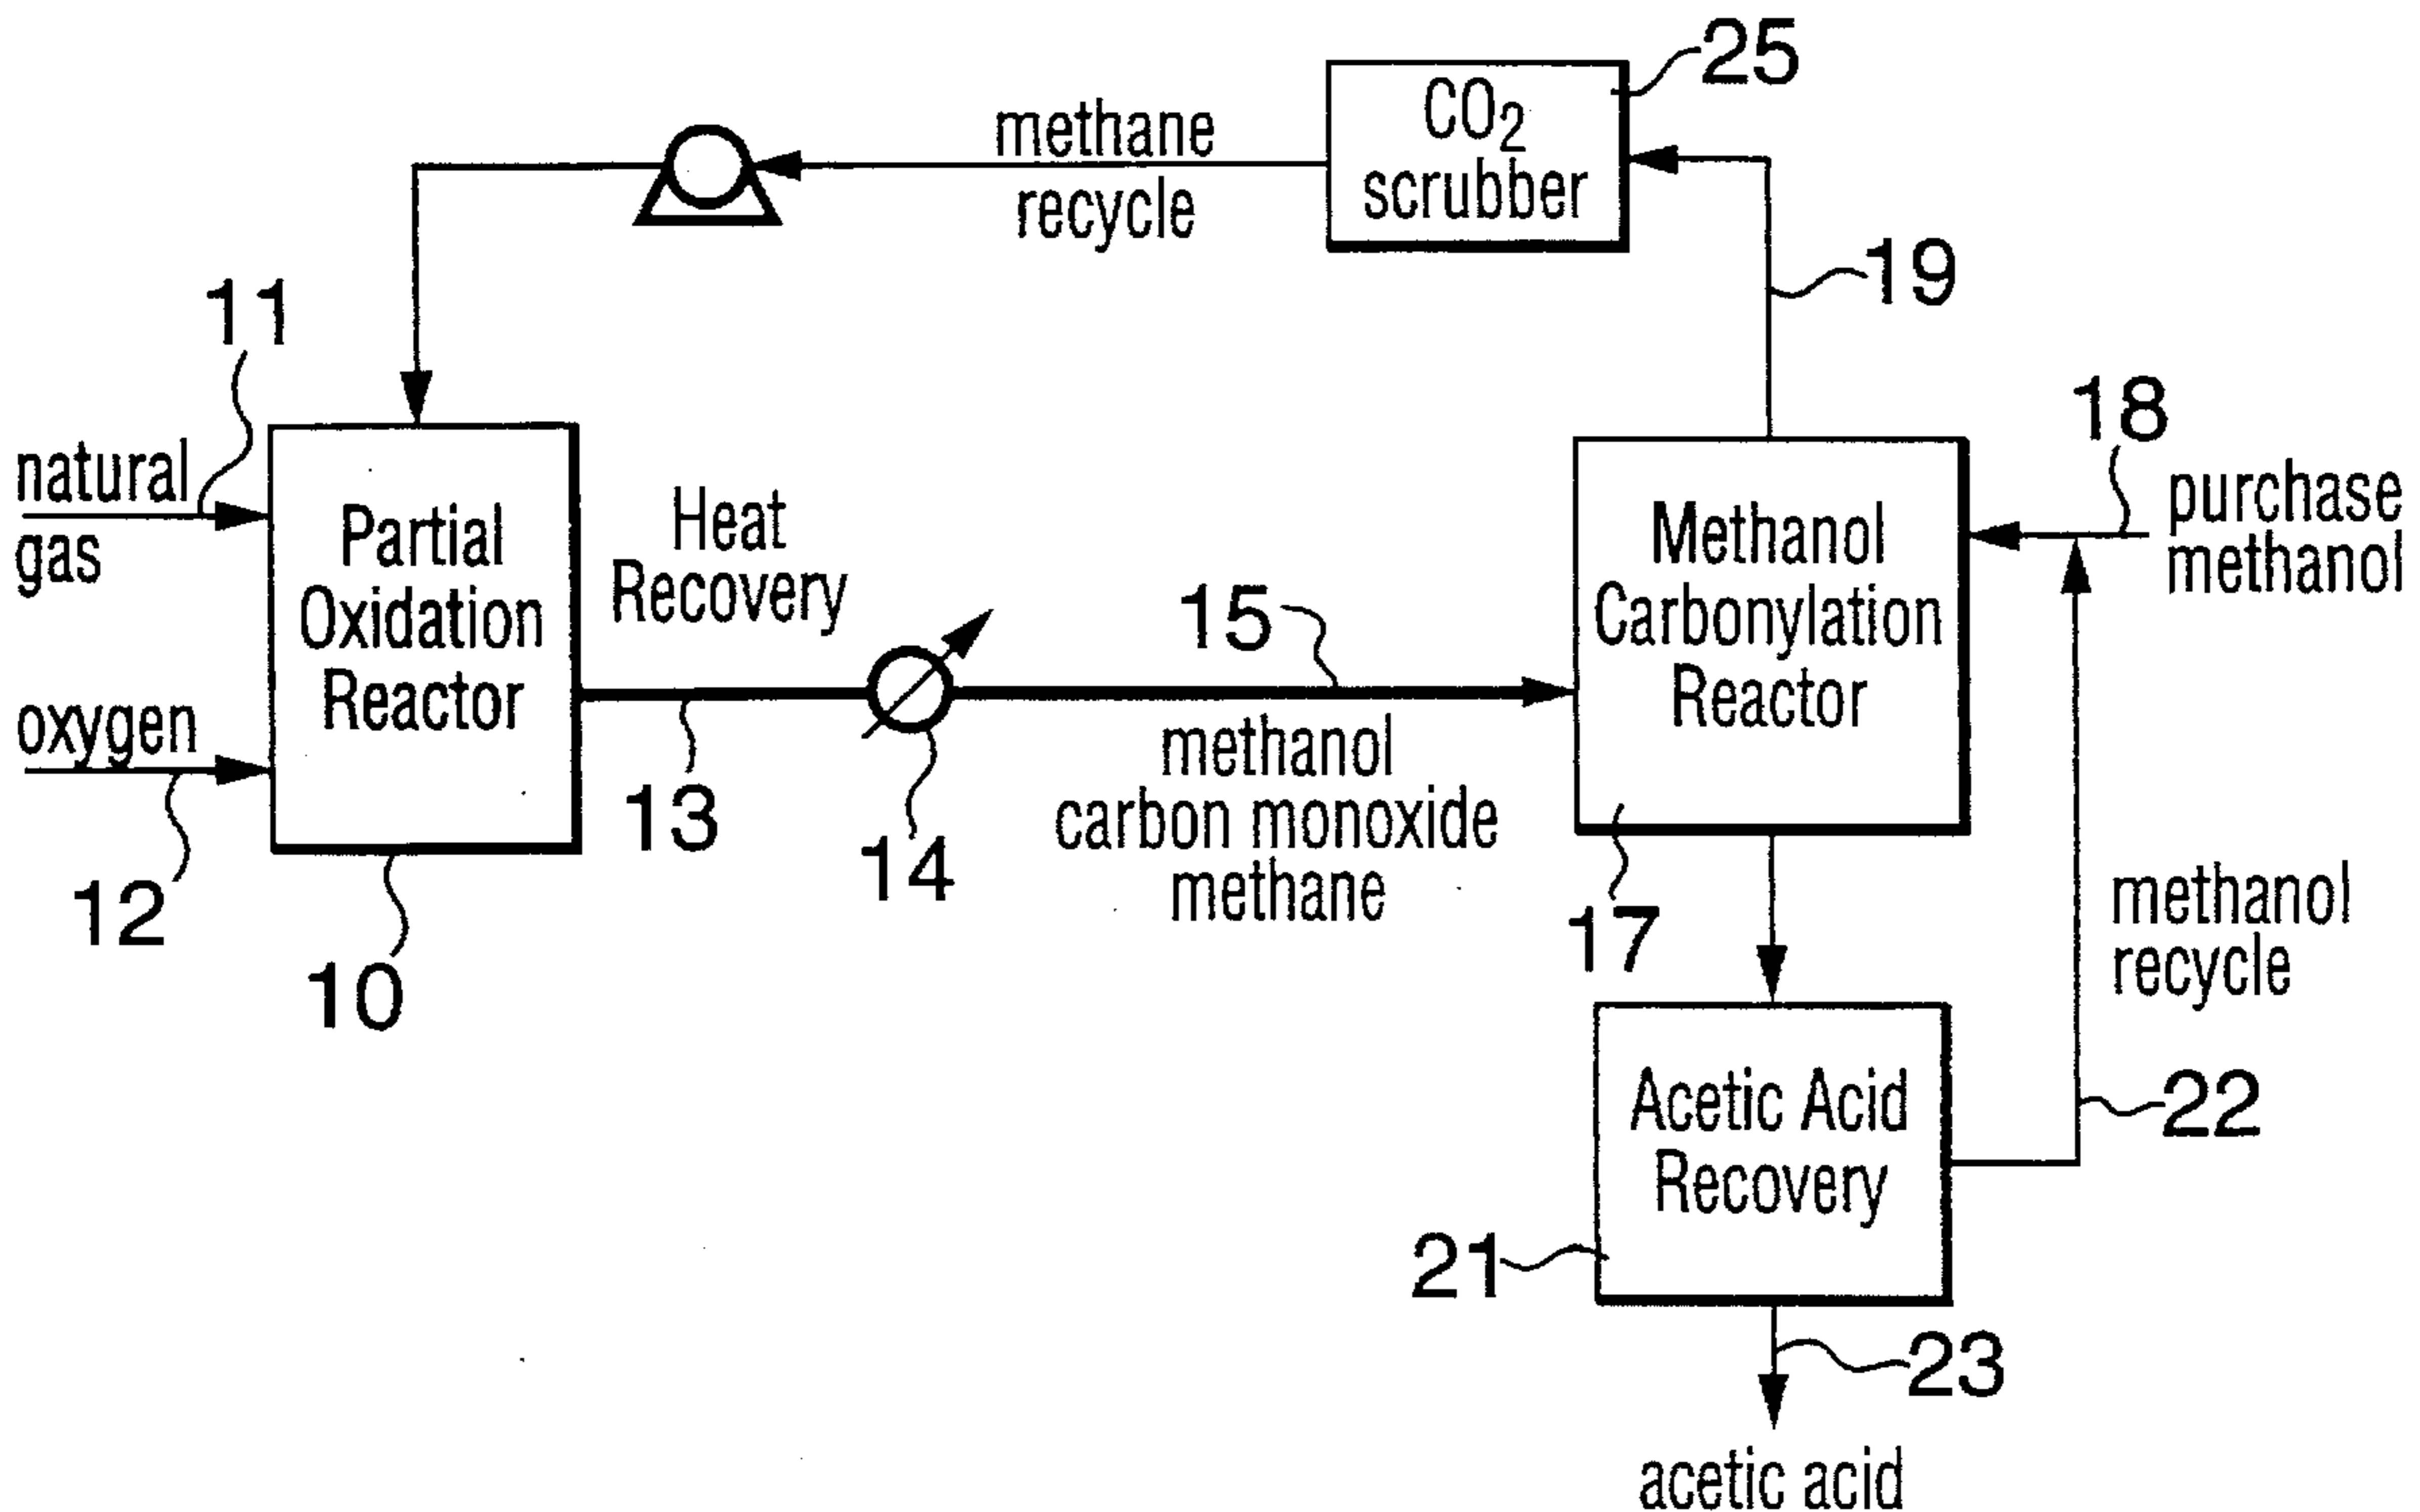 25
CO2
scrubber
methane
recycle
19
11
18
natural
gas
purchase
methanol
Partial
Oxidation
Reactor
Heat
Recovery
15
Methanol
Carbonylation
Reactor
oxygen
methanol
carbon monoxide
methane
13
14
12
10
17
methanol
recycle
Acetic Acid
Recovery
22
21
23
acetic acid